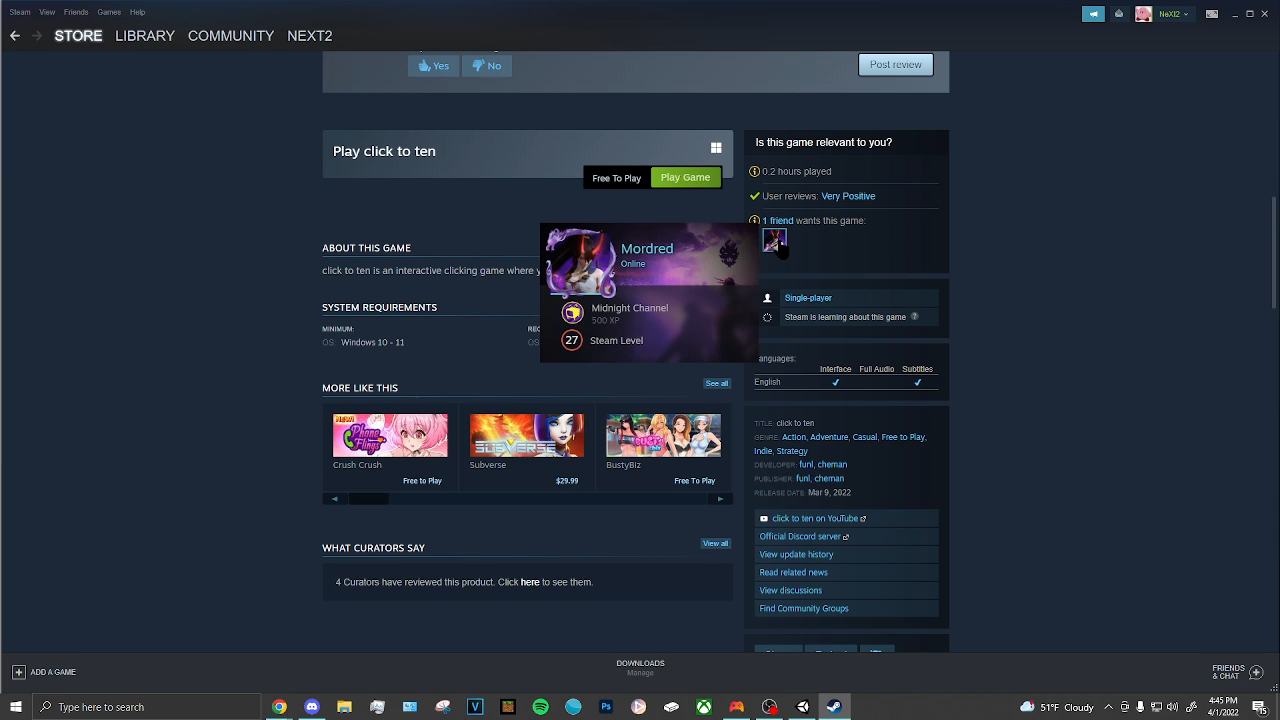 Steam View Friends Games Help
NeXt2
STORE LIBRARY COMMUNITY NEXT2
Yes No
Post review
Play click to ten
Free To Play Play Game
Is this game relevant to you?
0.2 hours played
User reviews: Very Positive
1 friend wants this game:
ABOUT THIS GAME
click to ten is an interactive clicking game where y
Mordred
Online
Midnight Channel
500 XP
27 Steam Level
SYSTEM REQUIREMENTS
MINIMUM:
OS: Windows 10 - 11
REC
OS
Single-player
Steam is learning about this game ?
anguages:
Interface Full Audio Subtitles
English
MORE LIKE THIS
See all
New!
Phone Flings
SUBVERSE
Crush Crush
Subverse
BustyBiz
Free to Play
$29.99
Free To Play
TITLE: click to ten
GENRE: Action, Adventure, Casual, Free to Play,
Indie, Strategy
DEVELOPER: funl, cheman
PUBLISHER: funl, cheman
RELEASE DATE: Mar 9, 2022
click to ten on YouTube
Official Discord server
View update history
Read related news
View discussions
Find Community Groups
WHAT CURATORS SAY
View all
4 Curators have reviewed this product. Click here to see them.
ADD A GAME
DOWNLOADS
Manage
FRIENDS
& CHAT
Type here to search
V
Ps
51°F Cloudy
4:45 PM
4/1/2022